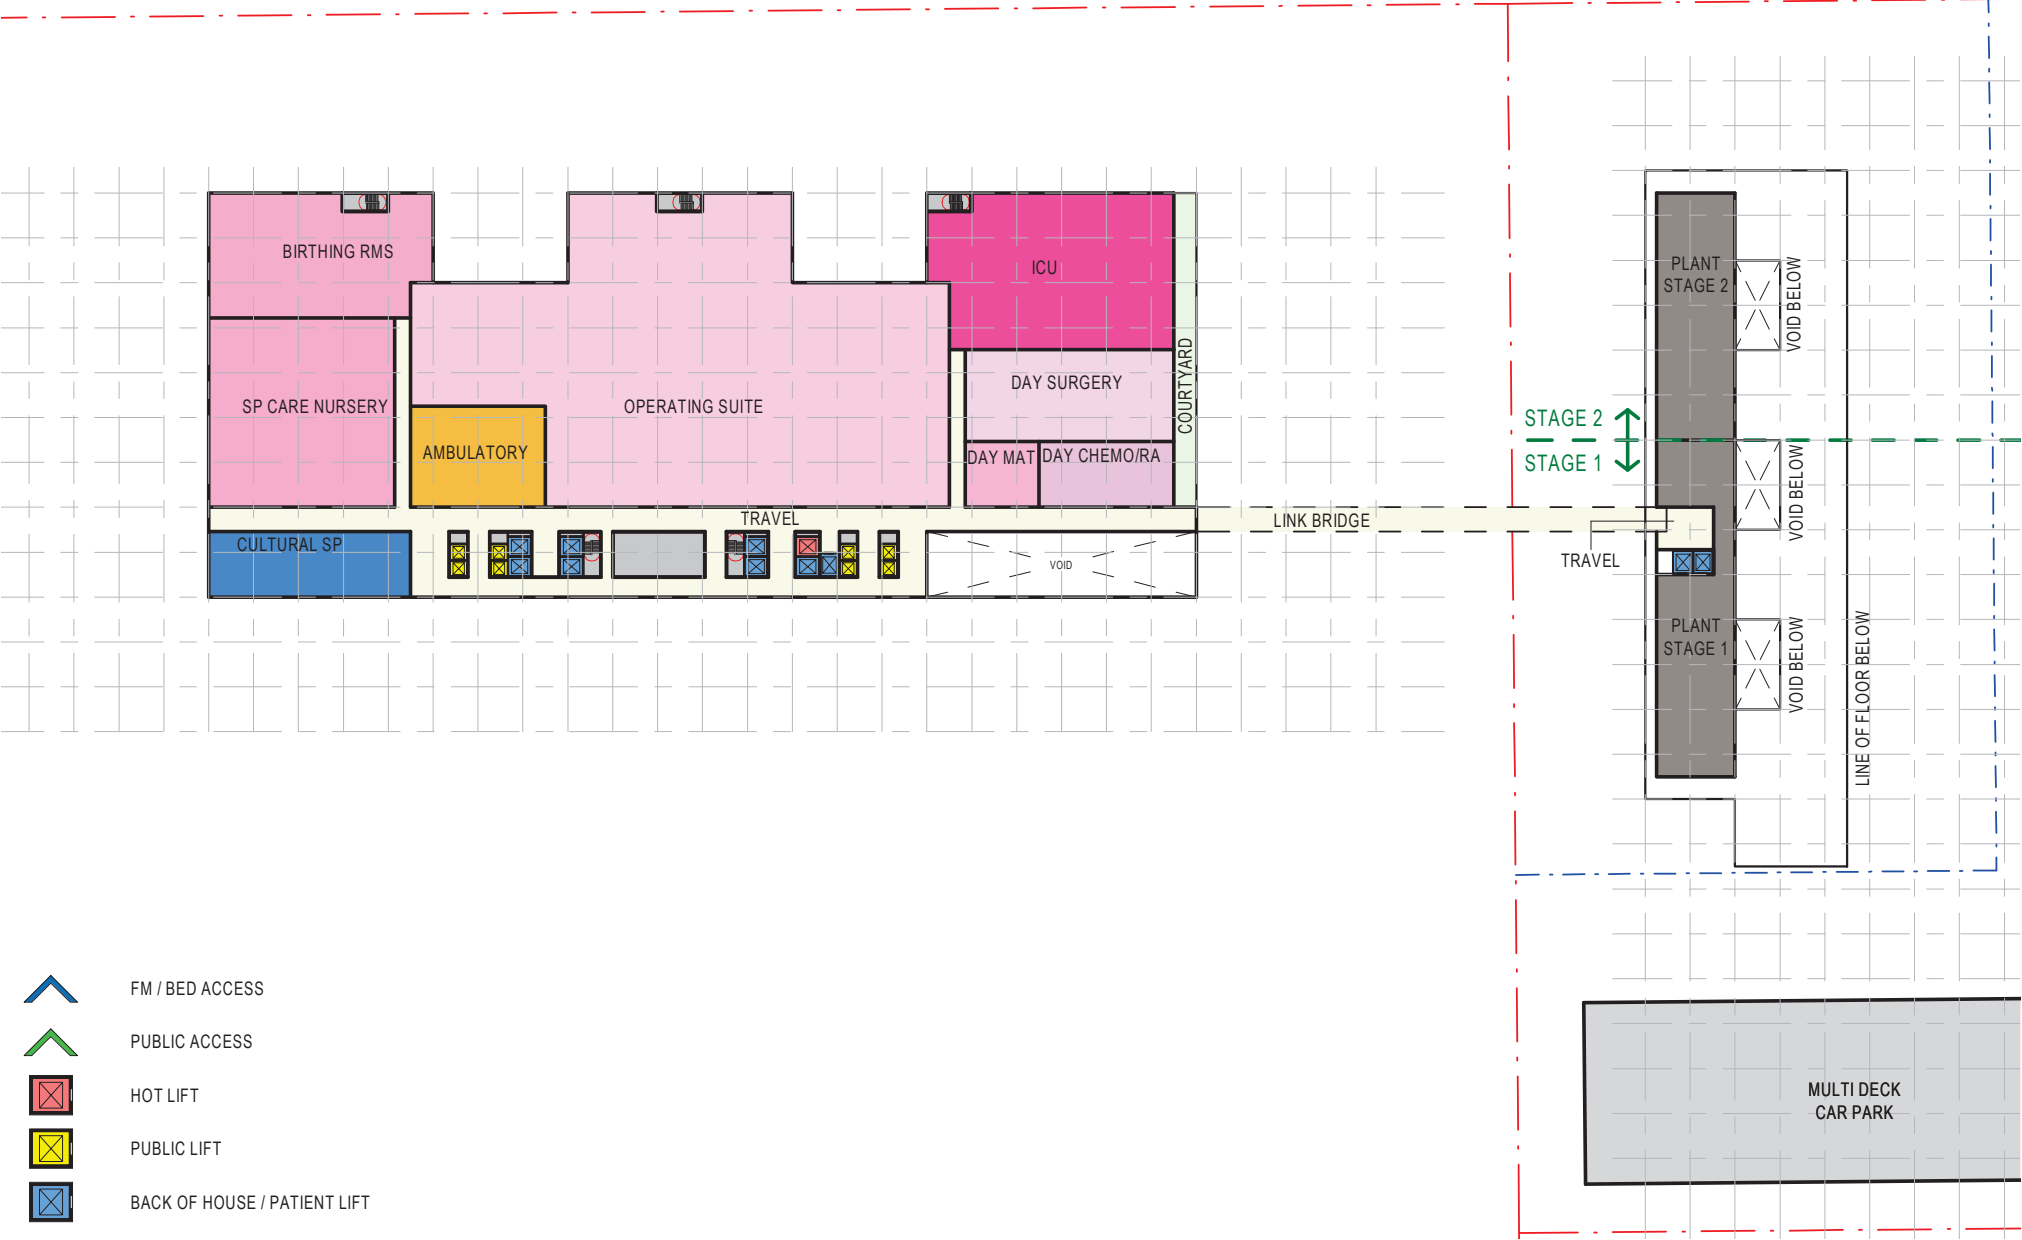 BIRTHING RMS
ICU
PLANT
STAGE 2
VOID BELOW
COURTYARD
DAY SURGERY
SP CARE NURSERY
OPERATING SUITE
STAGE 2
AMBULATORY
DAY MAT
DAY CHEMO/RA
STAGE 1
VOID BELOW
TRAVEL
LINK BRIDGE
CULTURAL SP
VOID
TRAVEL
PLANT
STAGE 1
VOID BELOW
LINE OF FLOOR BELOW
FM / BED ACCESS
PUBLIC ACCESS
HOT LIFT
PUBLIC LIFT
BACK OF HOUSE / PATIENT LIFT
MULTI DECK
CAR PARK